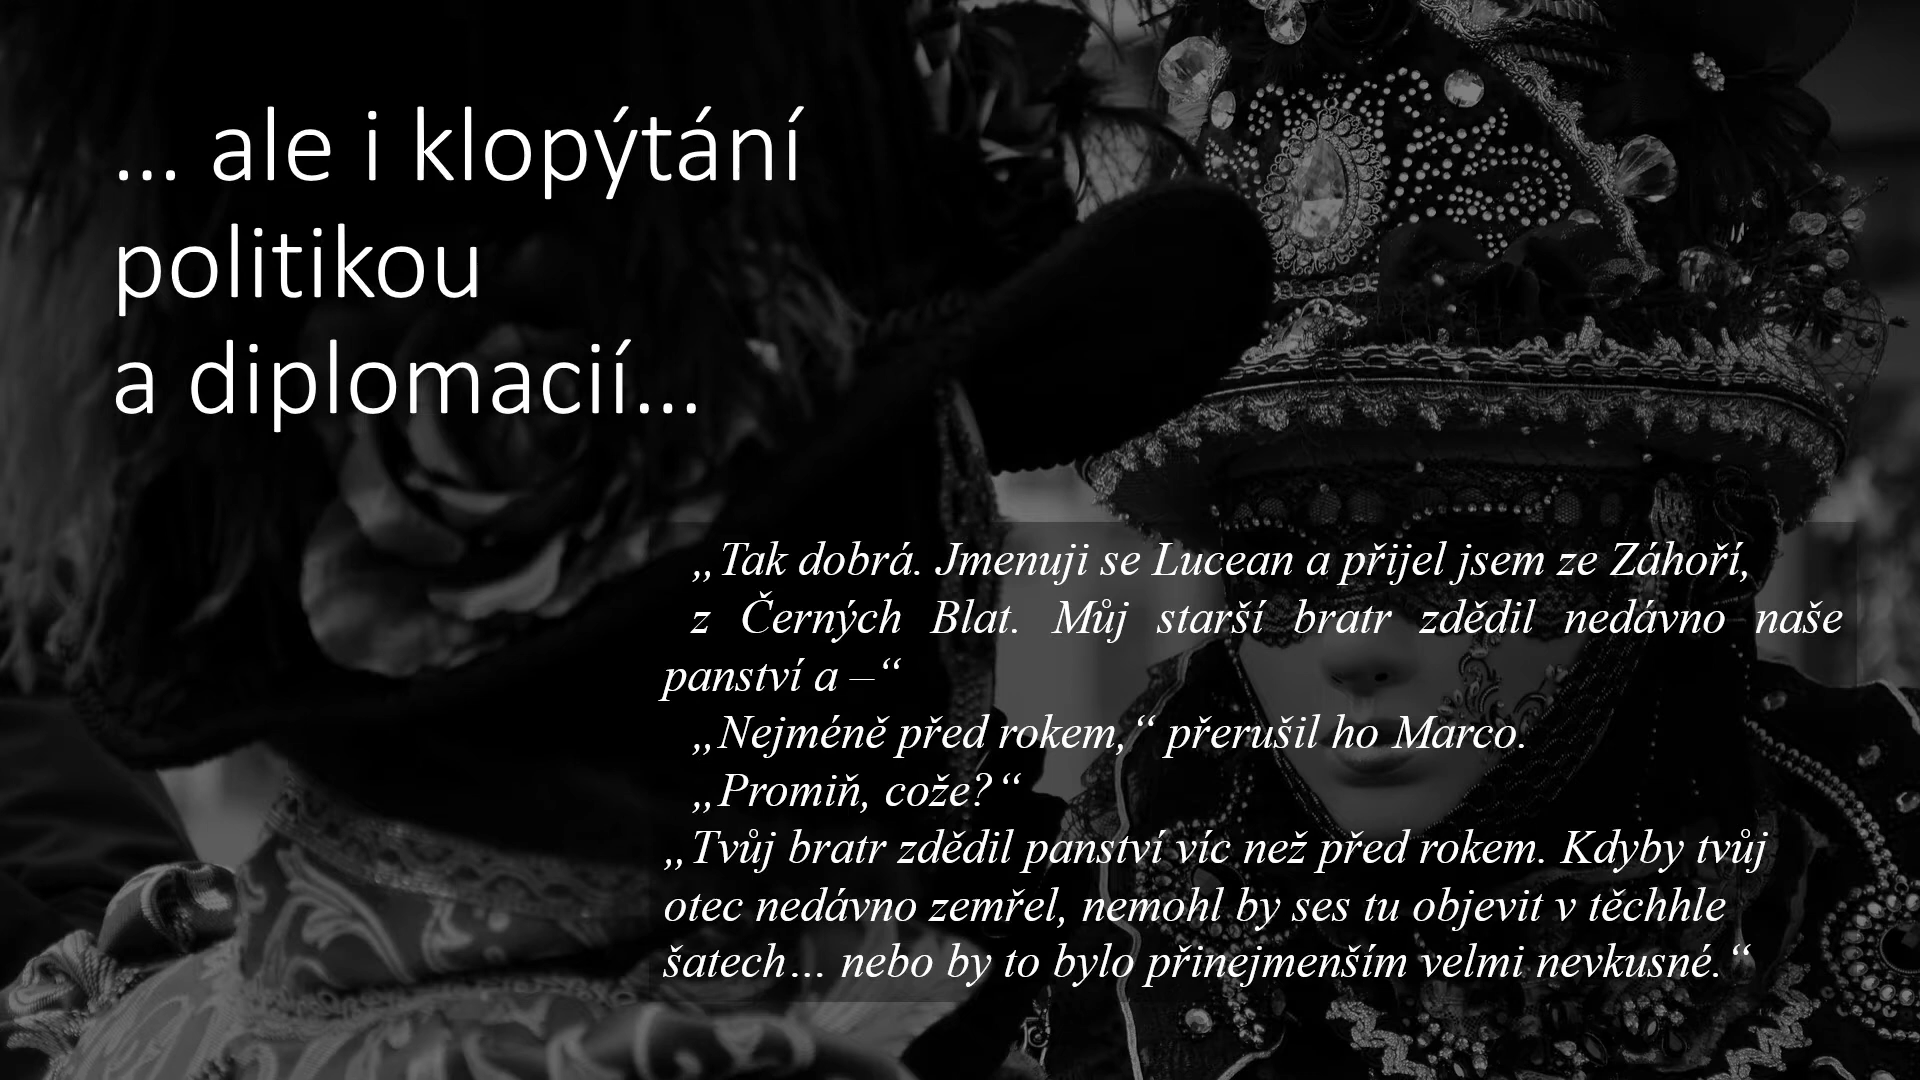 ... ale i klopýtání
politikou
a diplomacií...
„Tak dobrá. Jmenuji se Lucean a přijel jsem ze Záhoří,
z Černých Blat. Můj starší bratr zdědil nedávno naše
panství a –“
„Nejméně před rokem,“ přerušil ho Marco.
„Promiň, cože?“
„Tvůj bratr zdědil panství víc než před rokem. Kdyby tvůj
otec nedávno zemřel, nemohl by ses tu objevit v těchhle
šatech… nebo by to bylo přinejmenším velmi nevkusné.“